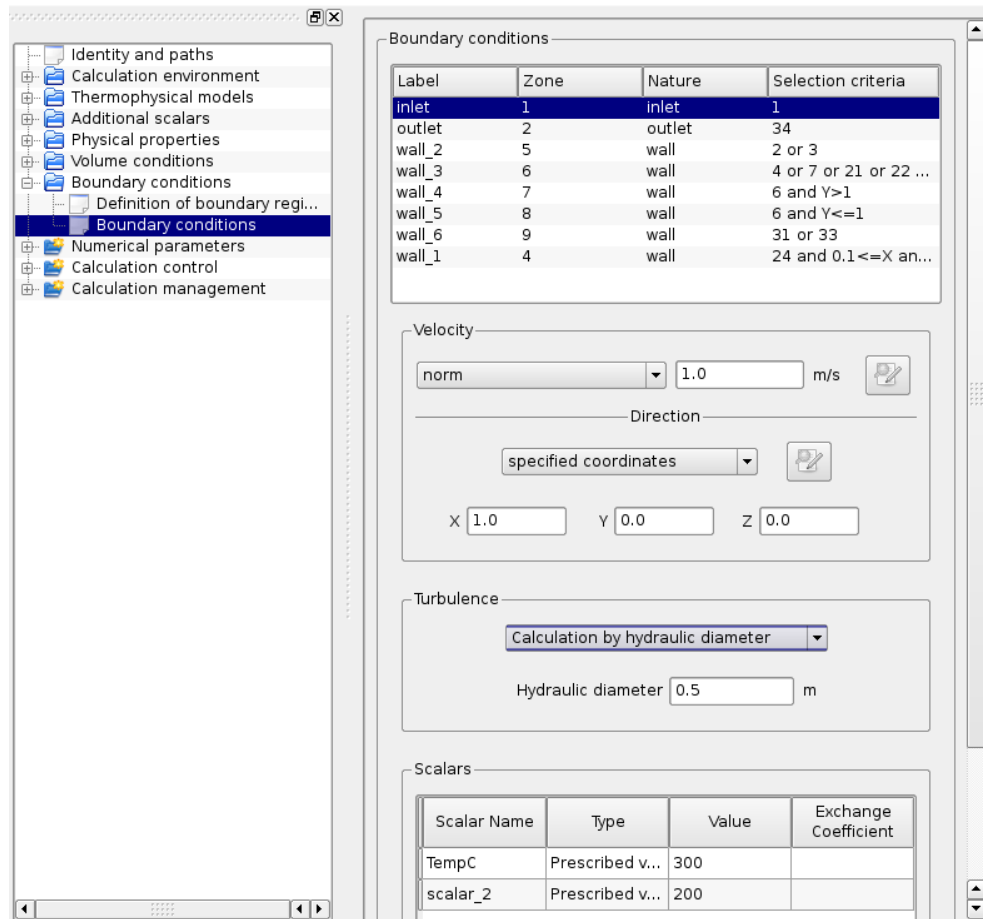 Identity and paths
Calculation environment
Thermophysical models
Additional scalars
Physical properties
Volume conditions
Boundary conditions
Definition of boundary regi...
Boundary conditions
Numerical parameters
Calculation control
Calculation management
Boundary conditions
Label Zone Nature Selection criteria
inlet 1 inlet 1
outlet 2 outlet 34
wall_2 5 wall 2 or 3
wall_3 6 wall 4 or 7 or 21 or 22 ...
wall_4 7 wall 6 and Y>1
wall_5 8 wall 6 and Y<=1
wall_6 9 wall 31 or 33
wall_1 4 wall 24 and 0.1<=X an...
Velocity
norm 1.0 m/s
Direction
specified coordinates
X 1.0 Y 0.0 Z 0.0
Turbulence
Calculation by hydraulic diameter
Hydraulic diameter 0.5 m
Scalars
Scalar Name Type Value Exchange Coefficient
TempC Prescribed v... 300
scalar_2 Prescribed v... 200